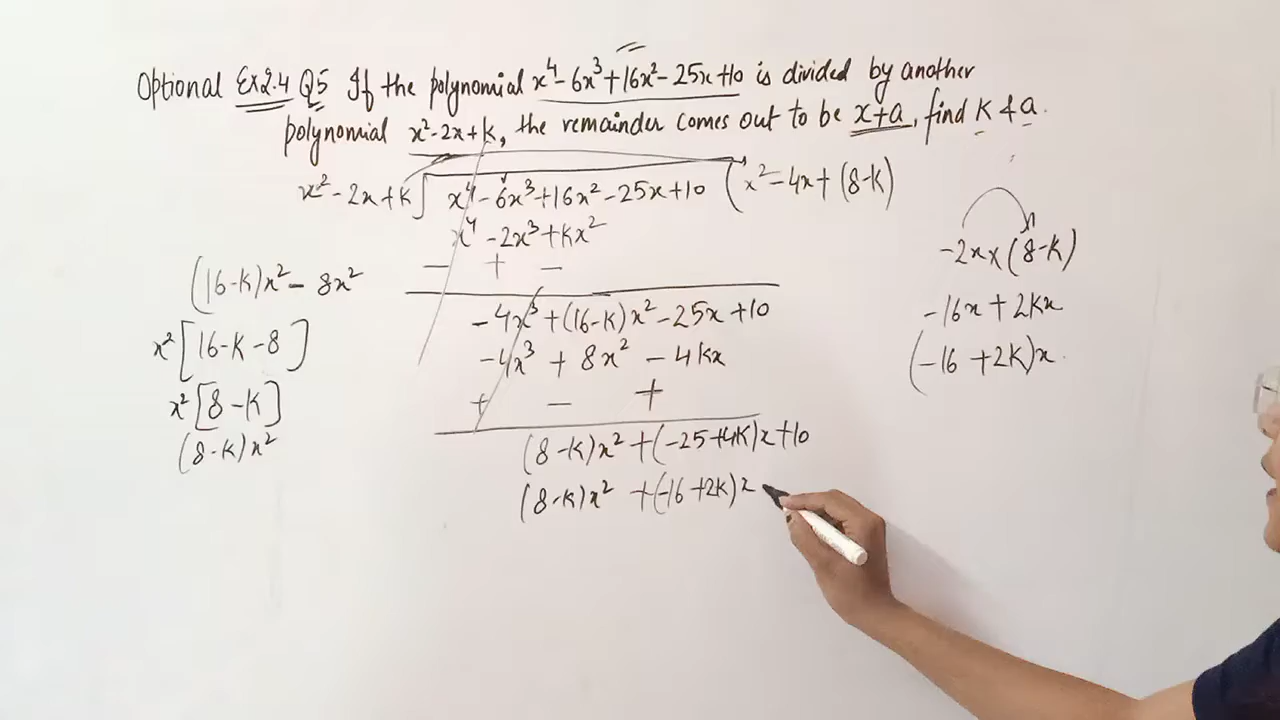 Optional Ex2.4 Q5 If the polynomial x⁴-6x³+16x²-25x+10 is divided by another
polynomial x²-2x+k, the remainder comes out to be x+a, find K & a.
x²-2x+k) x⁴-6x³+16x²-25x+10 (x²-4x+(8-k)
x⁴-2x³+kx²
- + -
-4x³+(16-k)x²-25x+10
-4x³+8x²-4kx
+ - +
(8-k)x²+(-25+4k)x+10
(8-k)x²+(-16+2k)x
(16-k)x²-8x²
x²[16-k-8]
x²[8-k]
(8-k)x²
-2x×(8-k)
-16x+2kx
(-16+2k)x